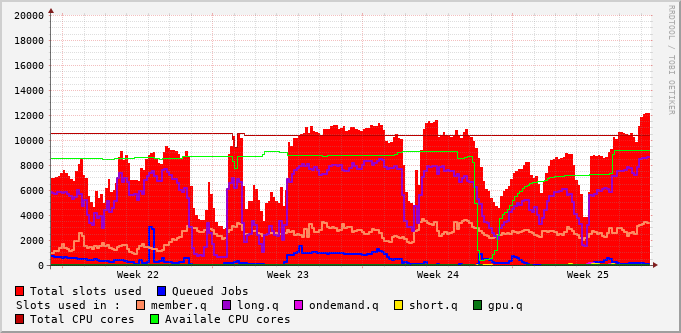 RRDTOOL / TOBI OETIKER
20000
18000
16000
14000
12000
10000
8000
6000
4000
2000
0
Week 22 Week 23 Week 24 Week 25
Total slots used Queued Jobs
Slots used in : member.q long.q ondemand.q short.q gpu.q
Total CPU cores Availale CPU cores